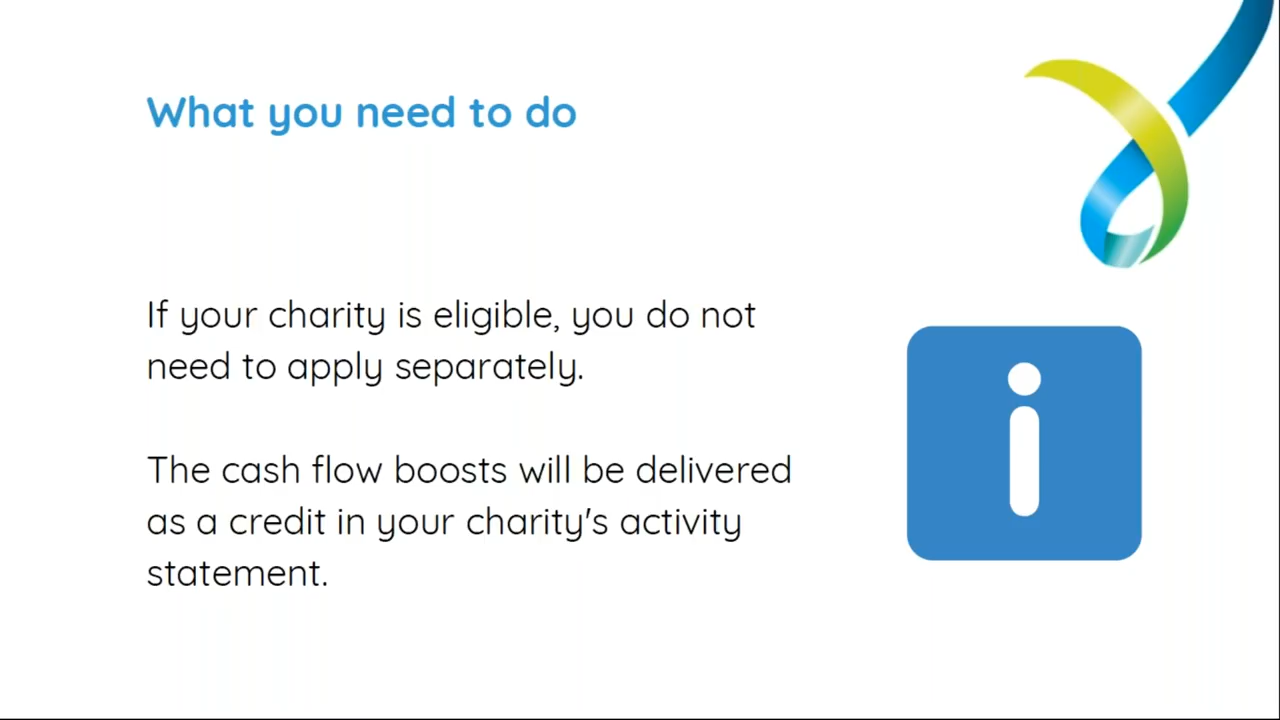 What you need to do
If your charity is eligible, you do not
need to apply separately.
The cash flow boosts will be delivered
as a credit in your charity's activity
statement.